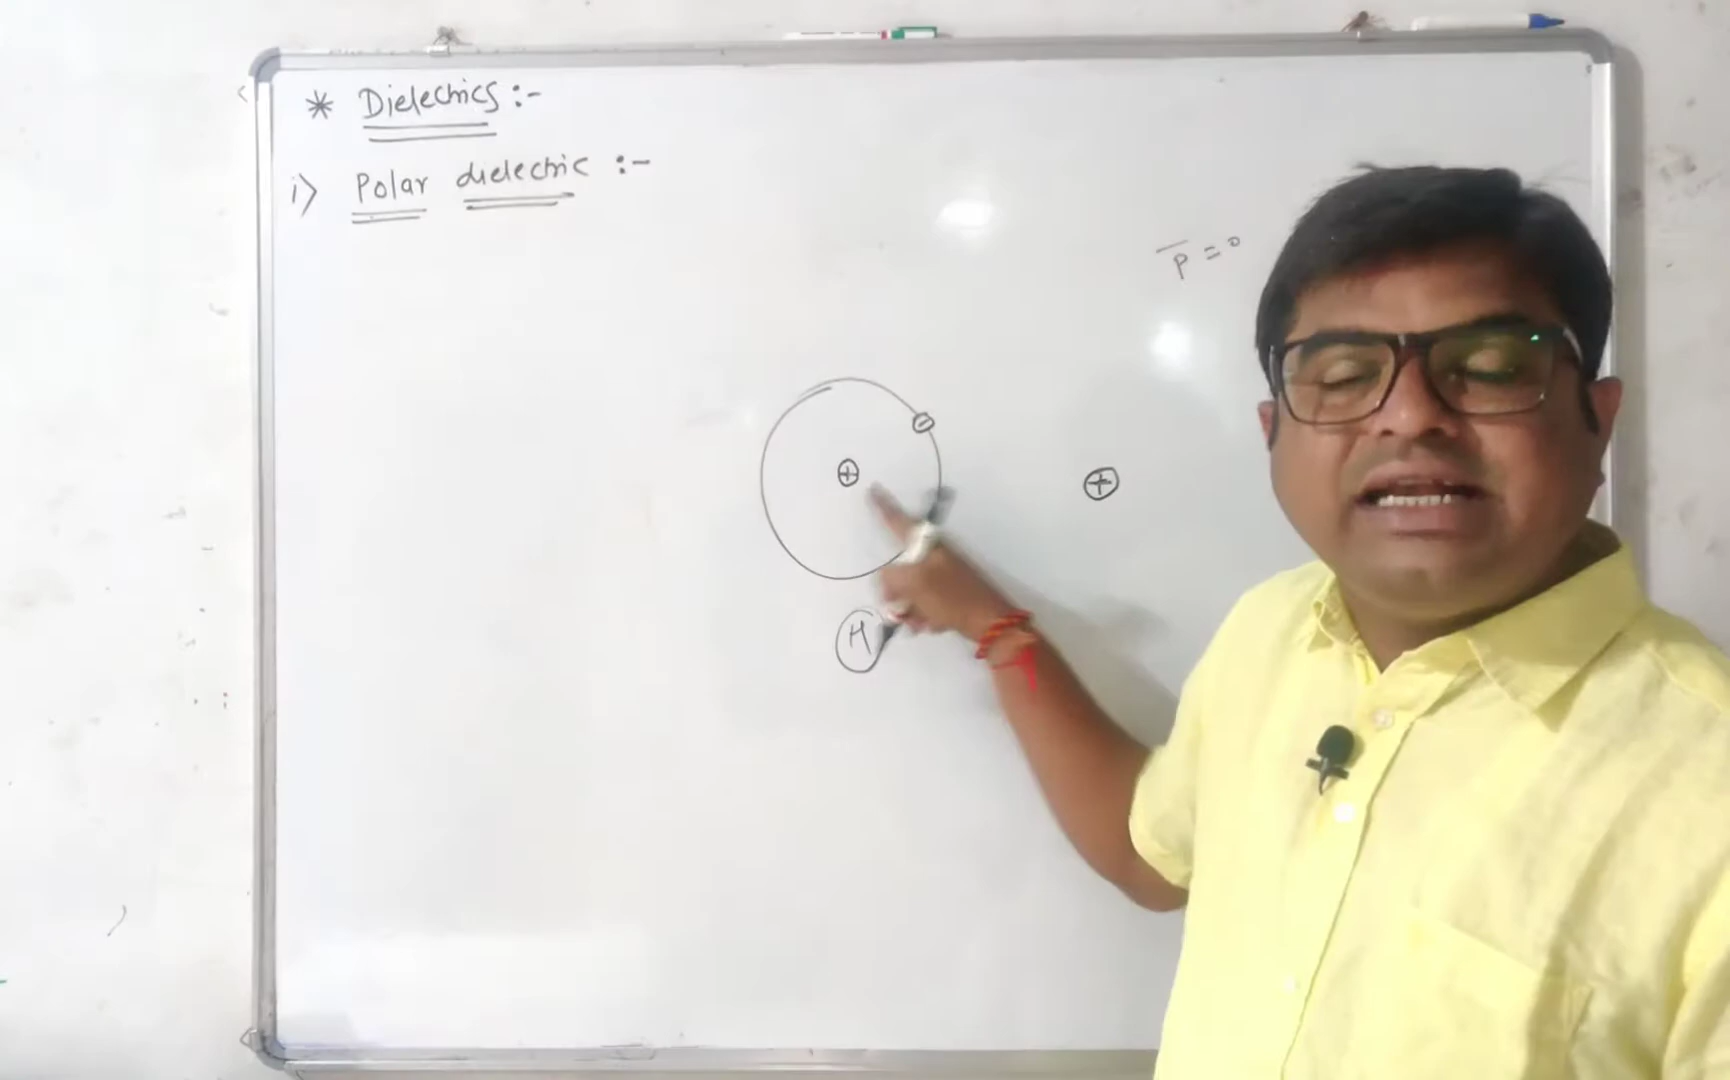 * Dielectrics :-
i> Polar dielectric :-
p̅ = 0
⊖
⊕
⊕
H